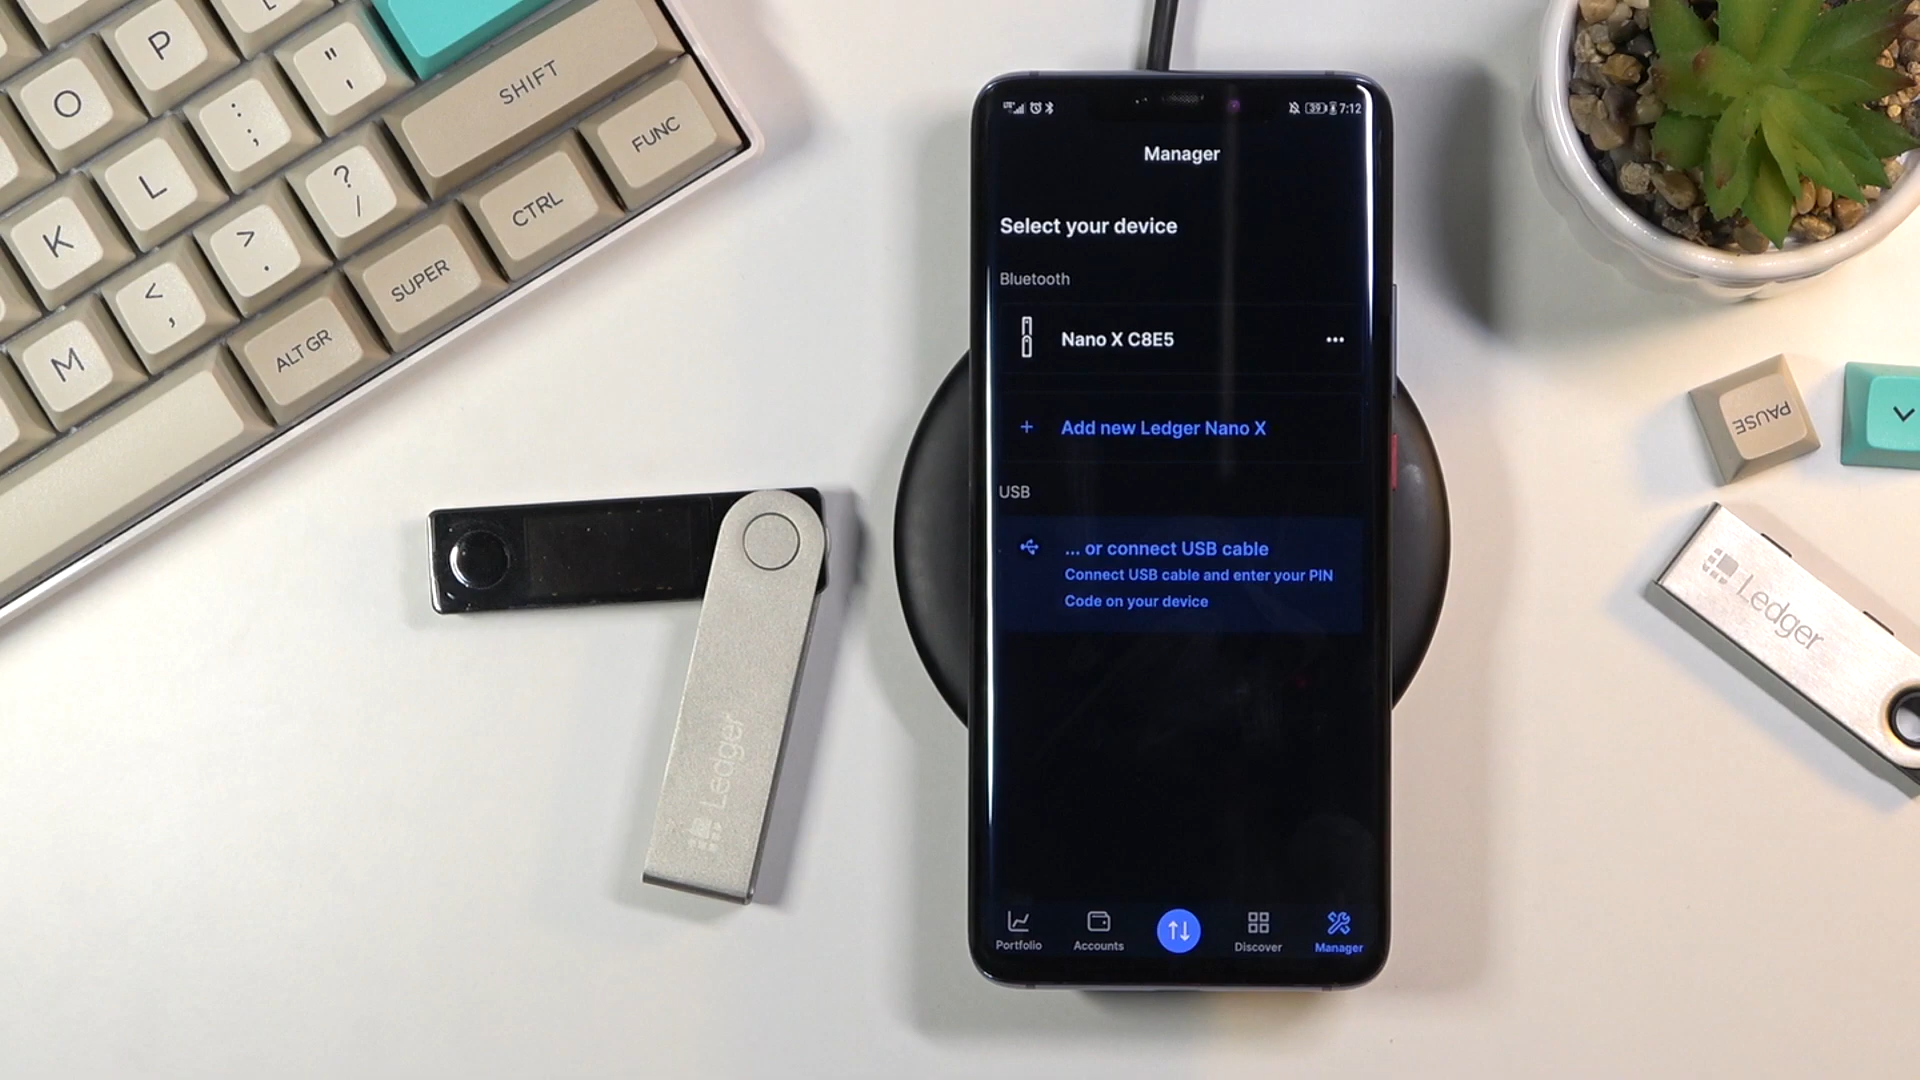 P
L
"
'
O
:
;
SHIFT
FUNC
L
?
/
CTRL
K
>
.
SUPER
<
,
ALT GR
M
7:12
39
Manager
Select your device
Bluetooth
Nano X C8E5
...
+ Add new Ledger Nano X
USB
... or connect USB cable
Connect USB cable and enter your PIN
Code on your device
Portfolio
Accounts
Discover
Manager
Ledger
PAUSE
Ledger